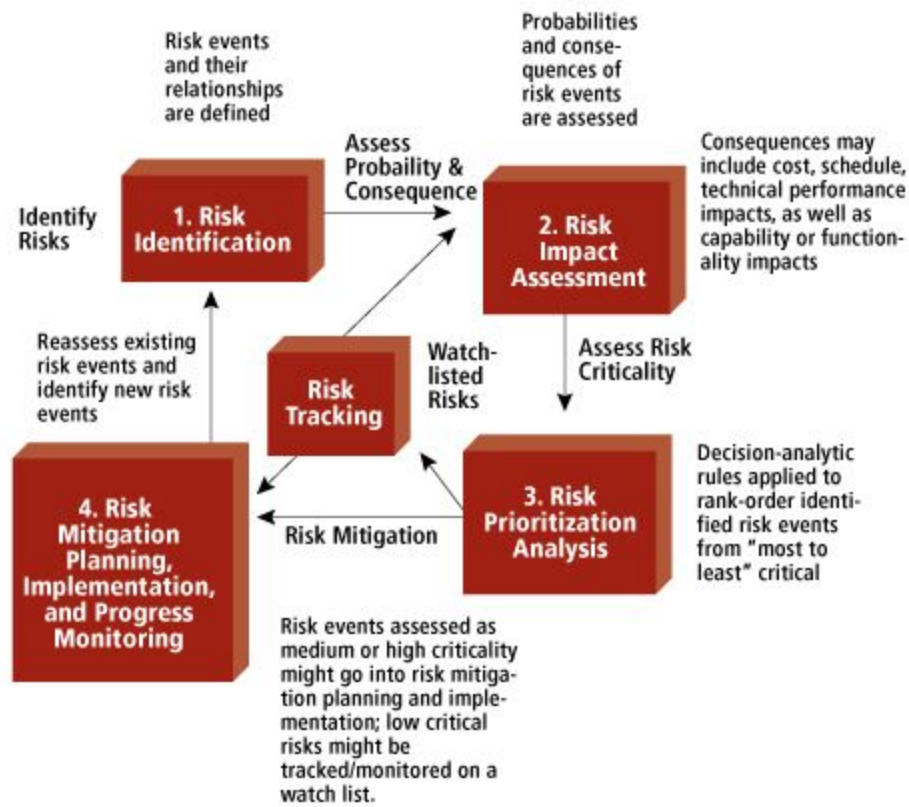 Risk events
and their
relationships
are defined
Probabilities
and conse-
quences of
risk events
are assessed
Assess
Probaility &
Consequence
Consequences may
include cost, schedule,
technical performance
impacts, as well as
capability or function-
ality impacts
Identify
Risks
1. Risk
Identification
2. Risk
Impact
Assessment
Reassess existing
risk events and
identify new risk
events
Risk
Tracking
Watch-
listed
Risks
Assess Risk
Criticality
4. Risk
Mitigation
Planning,
Implementation,
and Progress
Monitoring
Risk Mitigation
3. Risk
Prioritization
Analysis
Decision-analytic
rules applied to
rank-order identi-
fied risk events
from "most to
least" critical
Risk events assessed as
medium or high criticality
might go into risk mitiga-
tion planning and imple-
mentation; low critical
risks might be
tracked/monitored on a
watch list.